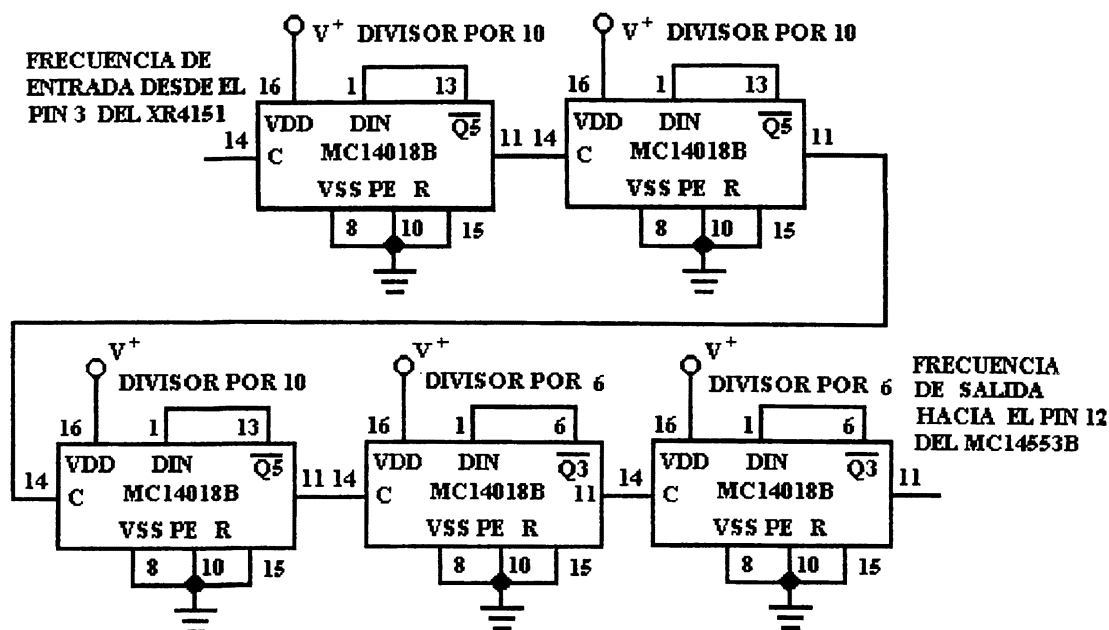 V+ DIVISOR POR 10
V+ DIVISOR POR 10
FRECUENCIA DE
ENTRADA DESDE EL
PIN 3 DEL XR4151
16 1 13
16 1 13
VDD DIN Q5
VDD DIN Q5
14 C MC14018B 11
14 C MC14018B 11
VSS PE R
VSS PE R
8 10 15
8 10 15
V+
DIVISOR POR 10
V+
DIVISOR POR 6
V+
DIVISOR POR 6
FRECUENCIA
DE SALIDA
HACIA EL PIN 12
DEL MC14553B
16 1 13
16 1 6
16 1 6
VDD DIN Q5
VDD DIN Q3
VDD DIN Q3
14 C MC14018B 11
14 C MC14018B 11
14 C MC14018B 11
VSS PE R
VSS PE R
VSS PE R
8 10 15
8 10 15
8 10 15